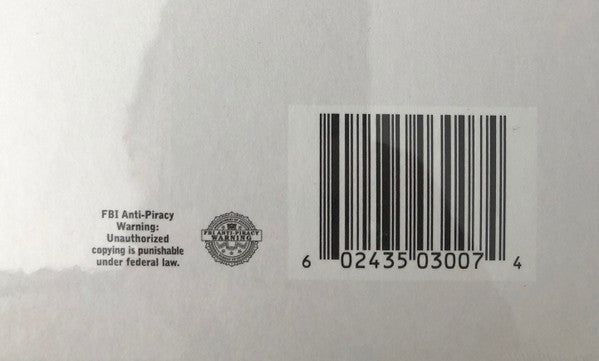 FBI Anti-Piracy
Warning:
Unauthorized
copying is punishable
under federal law.
FBI ANTI-PIRACY
WARNING
6 02435 03007 4